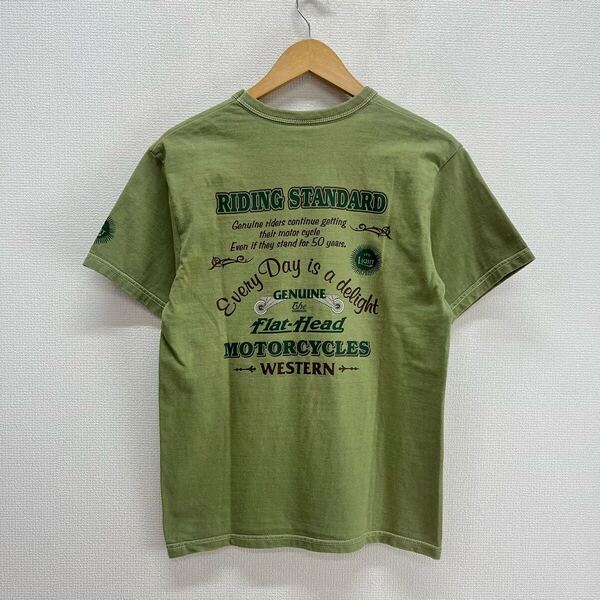 RIDING STANDARD
Genuine riders continue getting
their motor cycle
Even if they stand for 50 years.
LIGHT
Every Day is a delight
GENUINE
The
Flat-Head
MOTORCYCLES
WESTERN